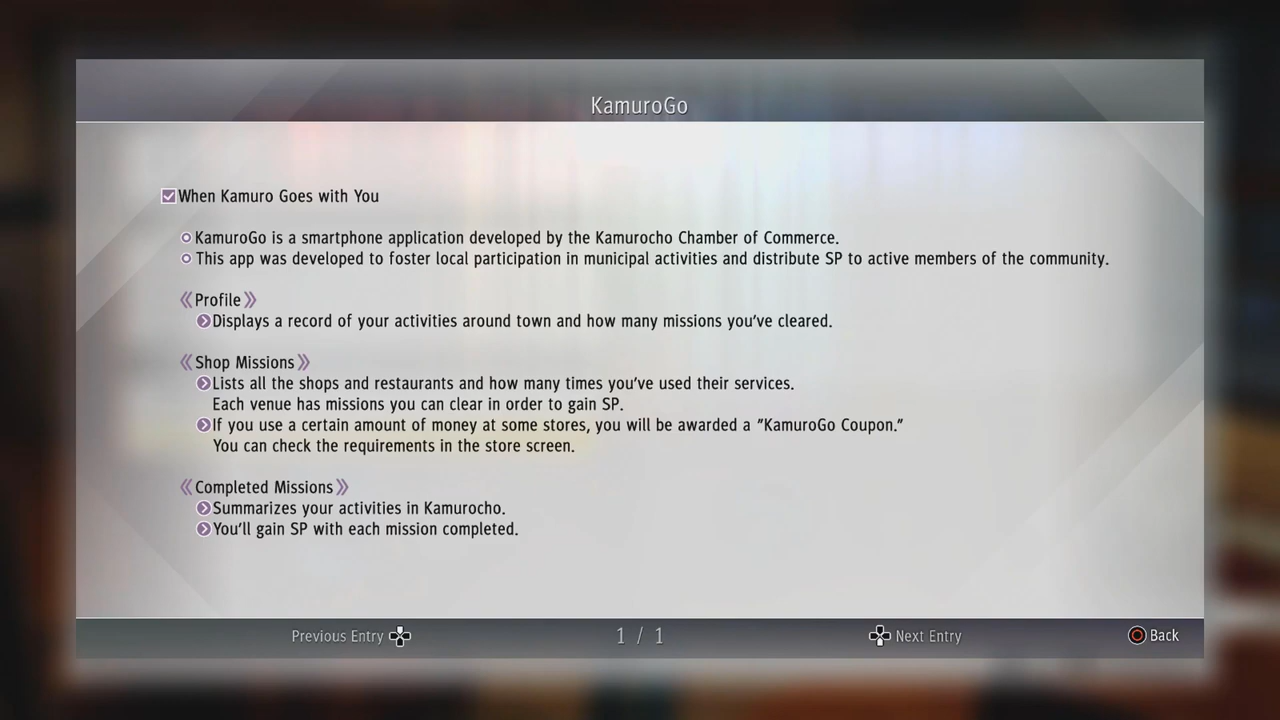 KamuroGo
When Kamuro Goes with You
KamuroGo is a smartphone application developed by the Kamurocho Chamber of Commerce.
This app was developed to foster local participation in municipal activities and distribute SP to active members of the community.
《Profile》
Displays a record of your activities around town and how many missions you've cleared.
《Shop Missions》
Lists all the shops and restaurants and how many times you've used their services.
Each venue has missions you can clear in order to gain SP.
If you use a certain amount of money at some stores, you will be awarded a "KamuroGo Coupon."
You can check the requirements in the store screen.
《Completed Missions》
Summarizes your activities in Kamurocho.
You'll gain SP with each mission completed.
Previous Entry 1 / 1 Next Entry Back